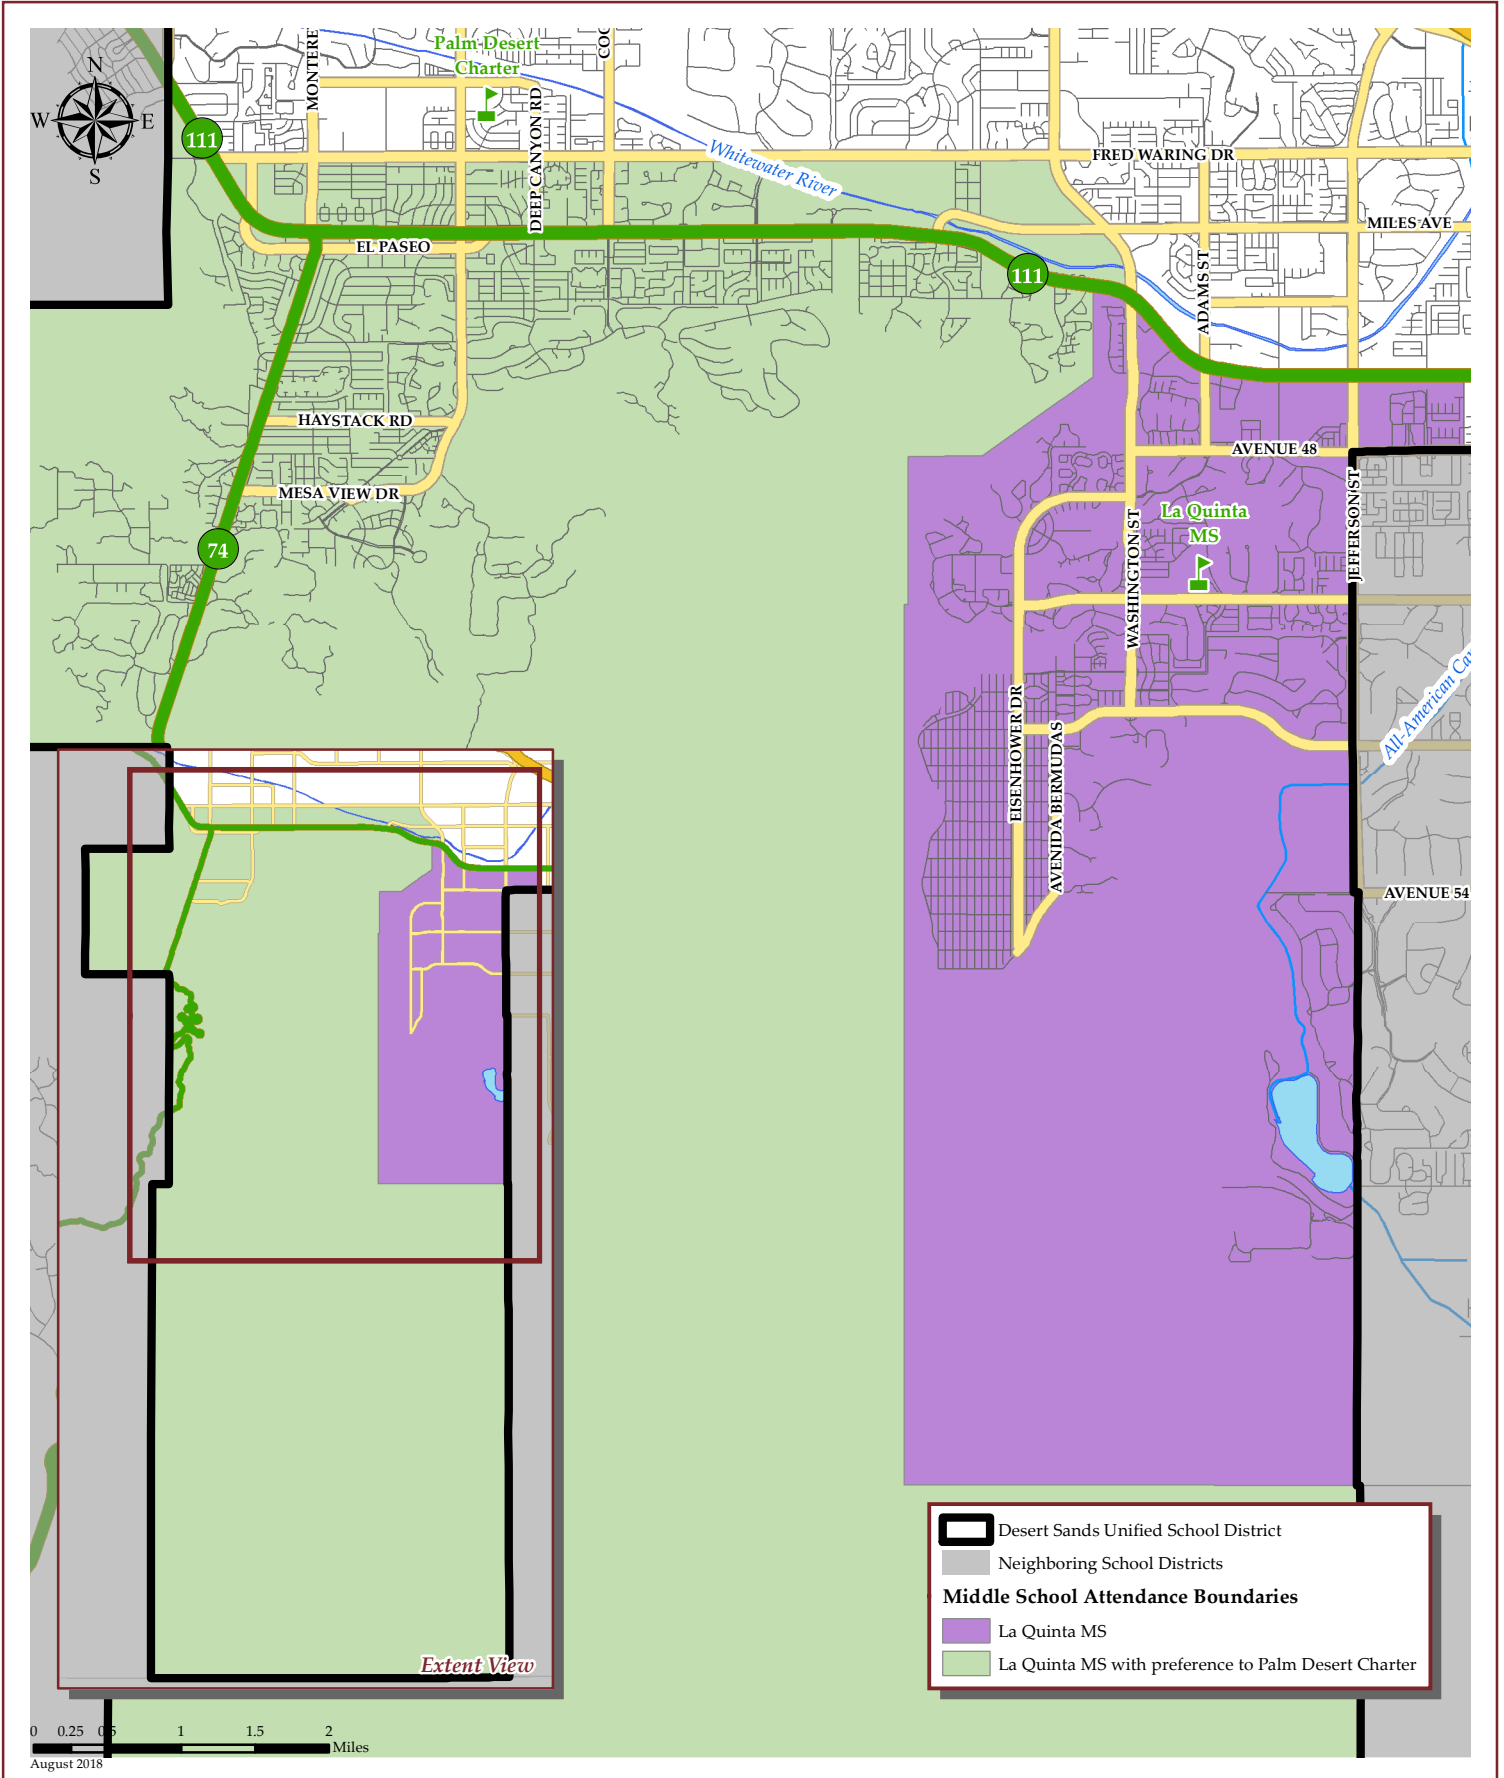 N
W
E
S
MONTERE
Palm Desert
Charter
COO
DEEP CANYON RD
111
Whitewater River
FRED WARING DR
MILES AVE
EL PASEO
111
ADAMS ST
HAYSTACK RD
AVENUE 48
MESA VIEW DR
JEFFERSON ST
La Quinta
MS
WASHINGTON ST
74
All-American Ca
EISENHOWER DR
AVENIDA BERMUDAS
AVENUE 54
Extent View
Desert Sands Unified School District
Neighboring School Districts
Middle School Attendance Boundaries
La Quinta MS
La Quinta MS with preference to Palm Desert Charter
0 0.25 0.5 1 1.5 2
Miles
August 2018